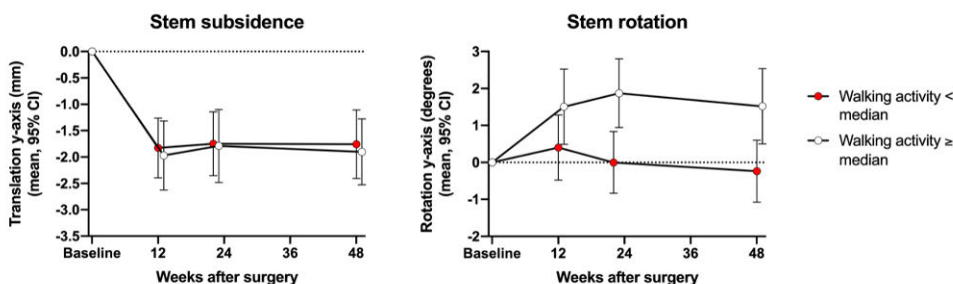 Stem subsidence
Translation y-axis (mm)
(mean, 95% CI)
0.0
-0.5
-1.0
-1.5
-2.0
-2.5
-3.0
-3.5
Baseline 12 24 36 48
Weeks after surgery
Stem rotation
Rotation y-axis (degrees)
(mean, 95% CI)
3
2
1
0
-1
-2
Baseline 12 24 36 48
Weeks after surgery
Walking activity <
median
Walking activity ≥
median